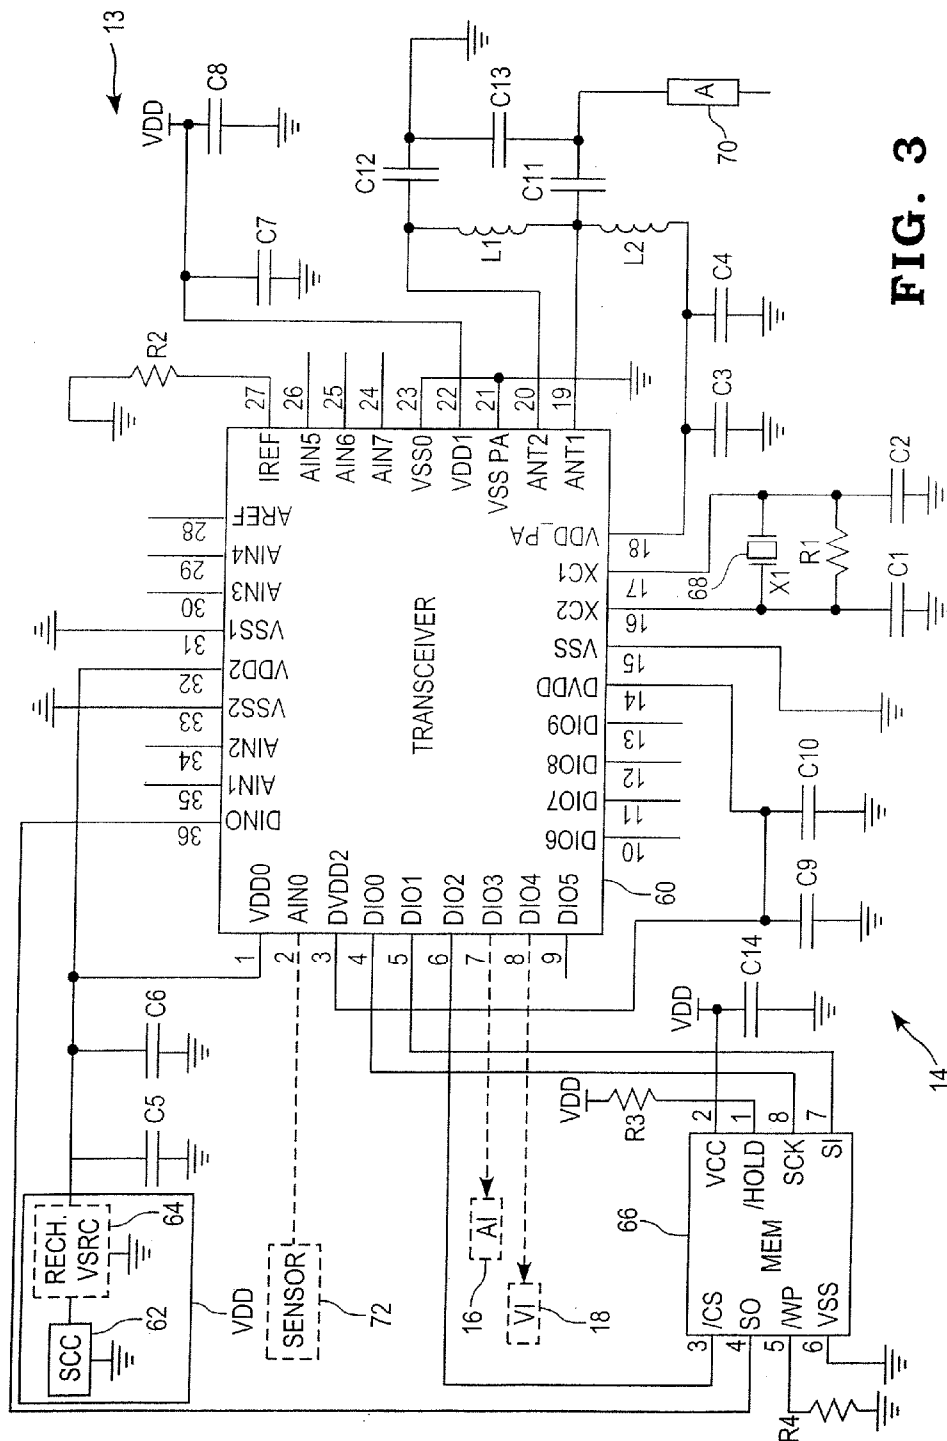 13
VDD
C8
C7
R2
C12
C13
C11
A
70
L1
L2
C4
C3
FIG. 3
27
26
25
24
23
22
21
20
19
IREF
AIN5
AIN6
AIN7
VSS0
VDD1
VSS PA
ANT2
ANT1
28
29
30
31
32
33
34
35
36
AREF
AIN4
AIN3
VSS1
VDD2
VSS2
AIN2
AIN1
DINO
TRANSCEIVER
VDD_PA
XC1
XC2
VSS
DVDD
DIO9
DIO8
DIO7
DIO6
18
17
16
15
14
13
12
11
10
68
X1
R1
C2
C1
C10
C9
60
VDD0
AIN0
DVDD2
DIO0
DIO1
DIO2
DIO3
DIO4
DIO5
1
2
3
4
5
6
7
8
9
C6
C5
RECH.
VSRC
64
SCC
62
VDD
SENSOR
72
AI
16
VI
18
VDD
C14
VDD
R3
14
66
2
1
8
7
VCC
/HOLD
SCK
SI
MEM
/CS
SO
/WP
VSS
3
4
5
6
R4